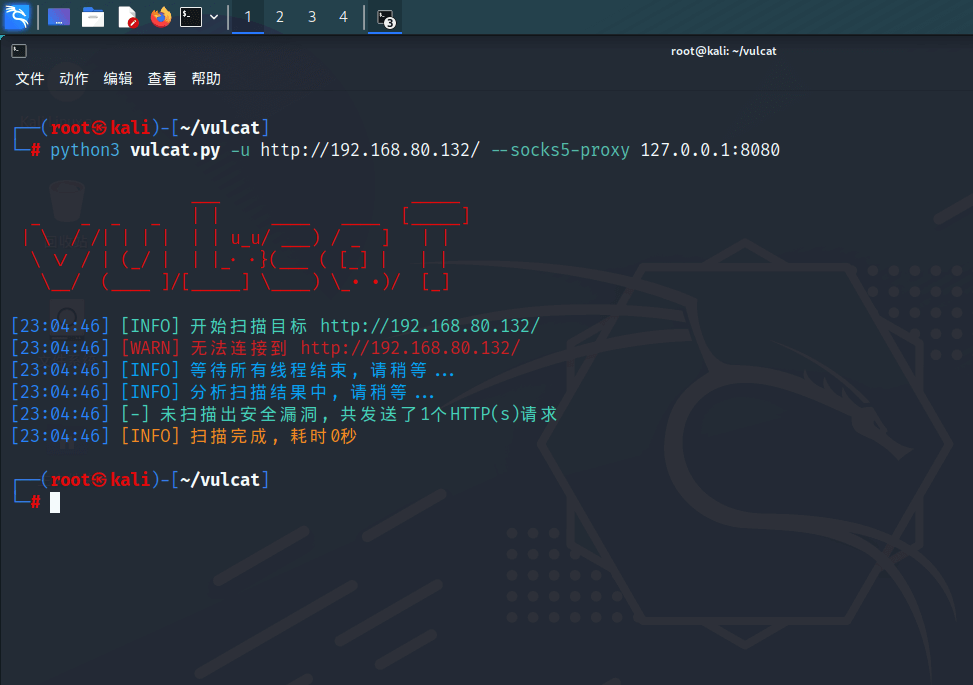 1 2 3 4 3
root@kali: ~/vulcat
文件 动作 编辑 查看 帮助
┌──(root㉿kali)-[~/vulcat]
└─# python3 vulcat.py -u http://192.168.80.132/ --socks5-proxy 127.0.0.1:8080
[23:04:46] [INFO] 开始扫描目标 http://192.168.80.132/
[23:04:46] [WARN] 无法连接到 http://192.168.80.132/
[23:04:46] [INFO] 等待所有线程结束, 请稍等...
[23:04:46] [INFO] 分析扫描结果中, 请稍等...
[23:04:46] [-] 未扫描出安全漏洞, 共发送了1个HTTP(s)请求
[23:04:46] [INFO] 扫描完成, 耗时0秒
┌──(root㉿kali)-[~/vulcat]
└─#